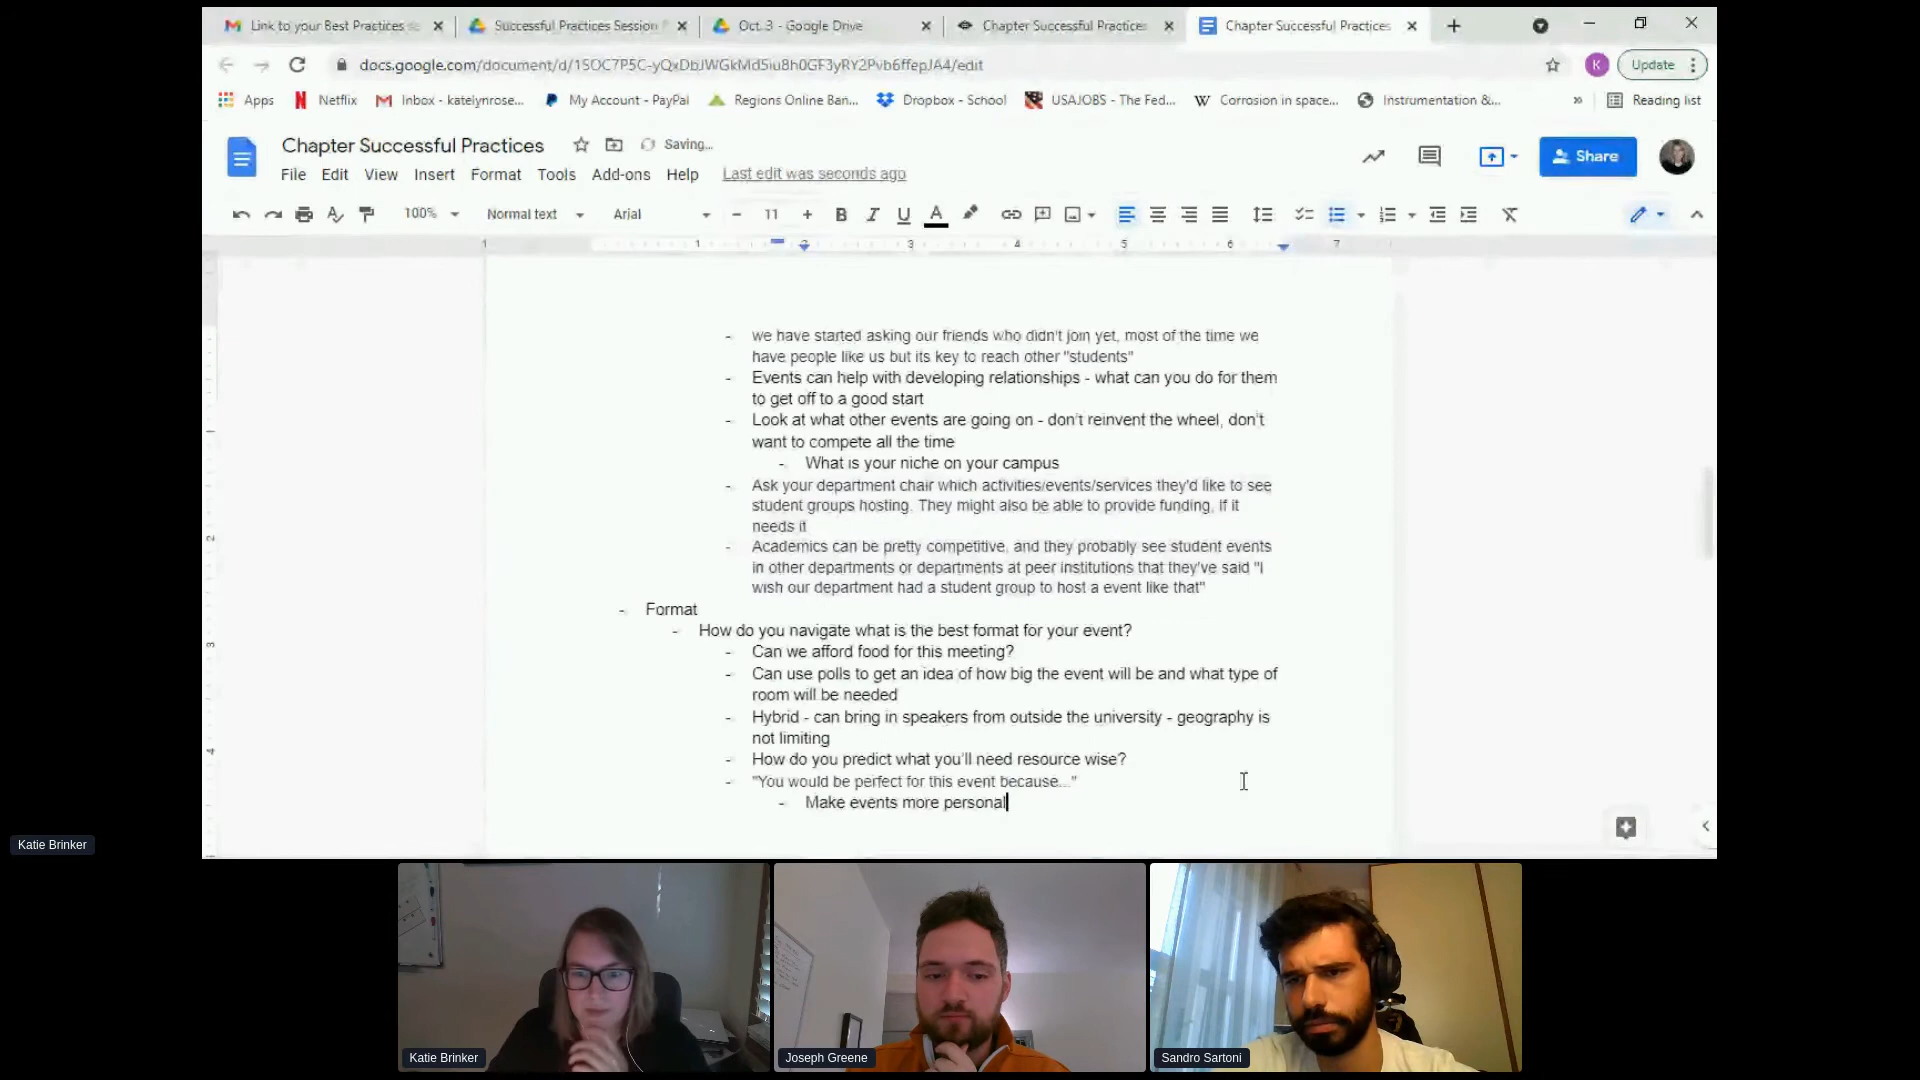 Link to your Best Practices se
Successful Practices Session P
Oct. 3 - Google Drive
Chapter Successful Practices
Chapter Successful Practices
docs.google.com/document/d/1SOC7P5C-yQxDbJWGkMd5iu8h0GF3yRY2Pvb6ffepJA4/edit
K
Update
Apps
Netflix
Inbox - katelynrose...
My Account - PayPal
Regions Online Ban...
Dropbox - School
USAJOBS - The Fed...
Corrosion in space...
Instrumentation &...
»
Reading list
Chapter Successful Practices
Saving...
File Edit View Insert Format Tools Add-ons Help
Last edit was seconds ago
Share
100%
Normal text
Arial
11
1 1 2 3 4 5 6 7
- we have started asking our friends who didn't join yet, most of the time we
have people like us but its key to reach other "students"
- Events can help with developing relationships - what can you do for them
to get off to a good start
- Look at what other events are going on - don't reinvent the wheel, don't
want to compete all the time
- What is your niche on your campus
- Ask your department chair which activities/events/services they'd like to see
student groups hosting. They might also be able to provide funding, if it
needs it
- Academics can be pretty competitive, and they probably see student events
in other departments or departments at peer institutions that they've said "I
wish our department had a student group to host a event like that"
- Format
- How do you navigate what is the best format for your event?
- Can we afford food for this meeting?
- Can use polls to get an idea of how big the event will be and what type of
room will be needed
- Hybrid - can bring in speakers from outside the university - geography is
not limiting
- How do you predict what you'll need resource wise?
- "You would be perfect for this event because..."
- Make events more personal
1
2
3
4
Katie Brinker
Katie Brinker
Joseph Greene
Sandro Sartoni